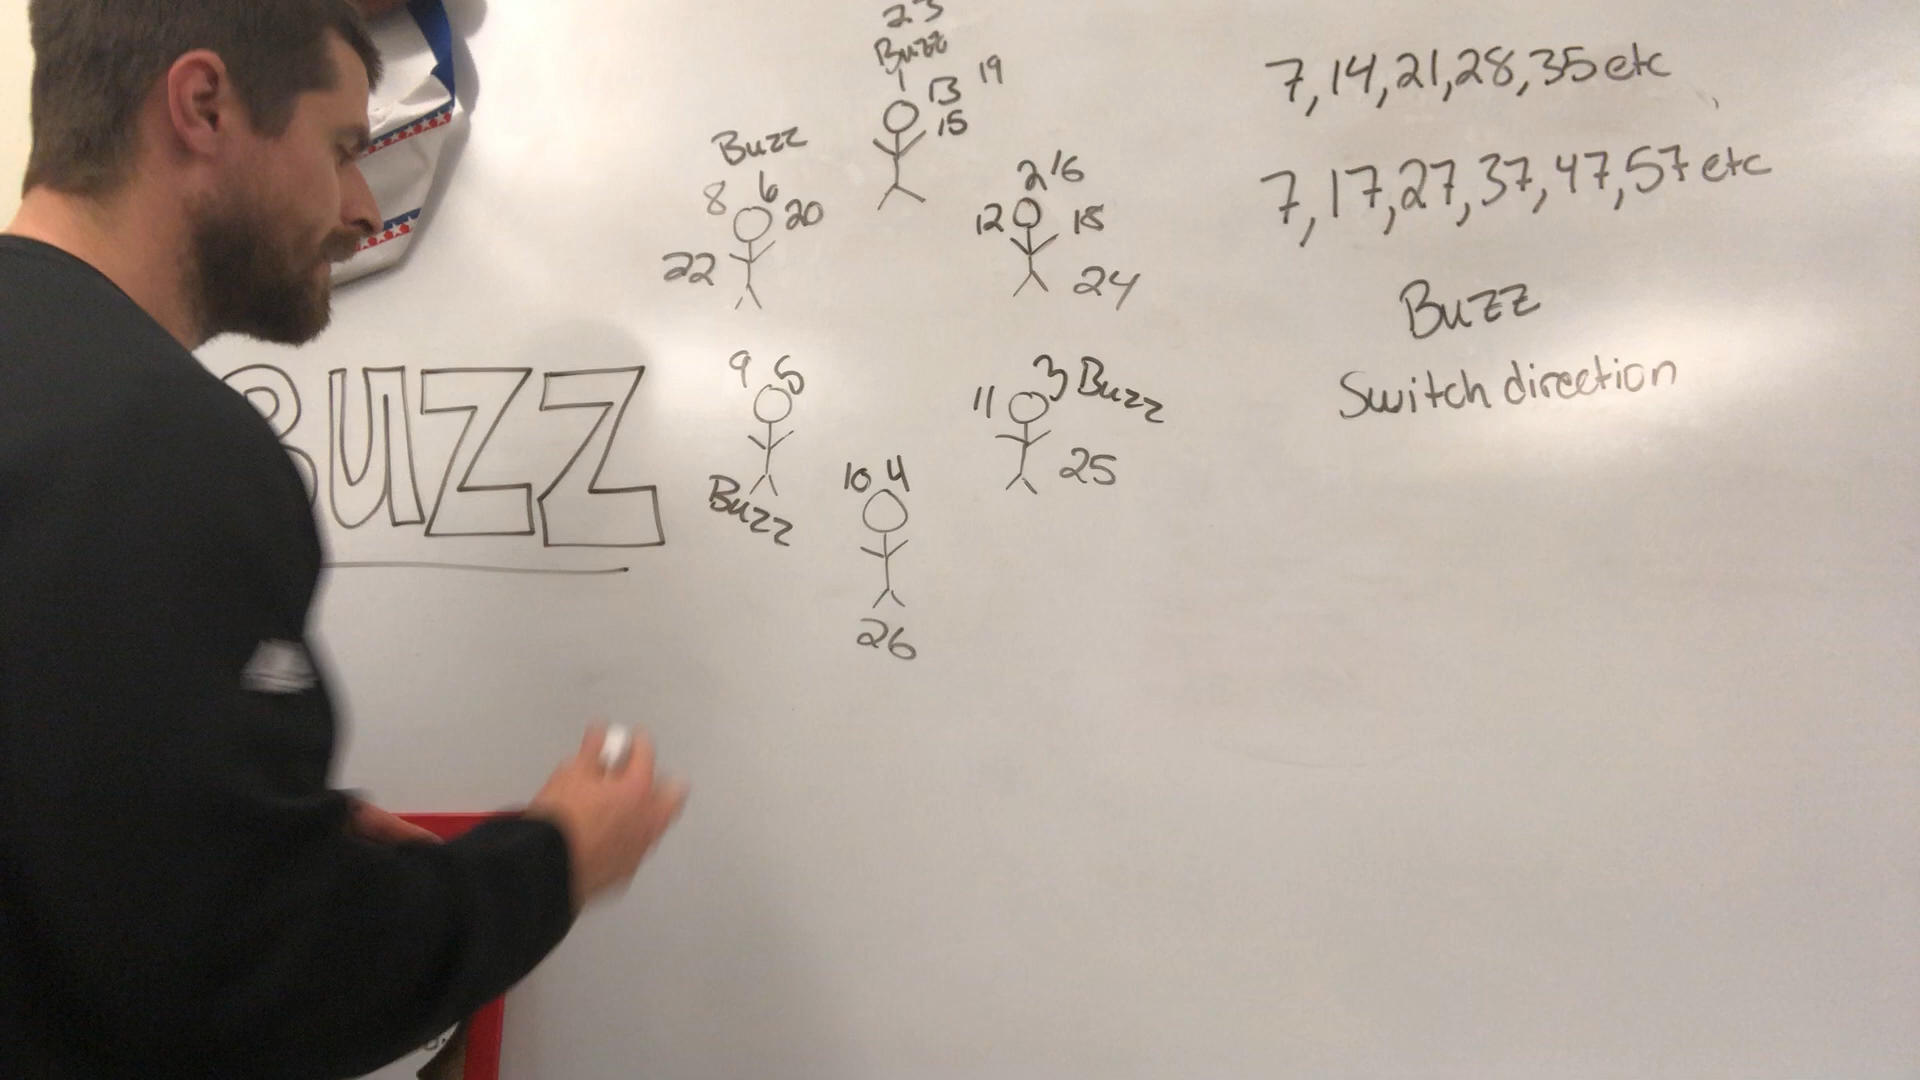 23
Buzz
1 13 19
15
Buzz
8 6 20
22
2 16
12 18
24
9 5
Buzz
3 Buzz
11
25
10 4
26
BUZZ
7, 14, 21, 28, 35 etc
7, 17, 27, 37, 47, 57 etc
Buzz
Switch direction